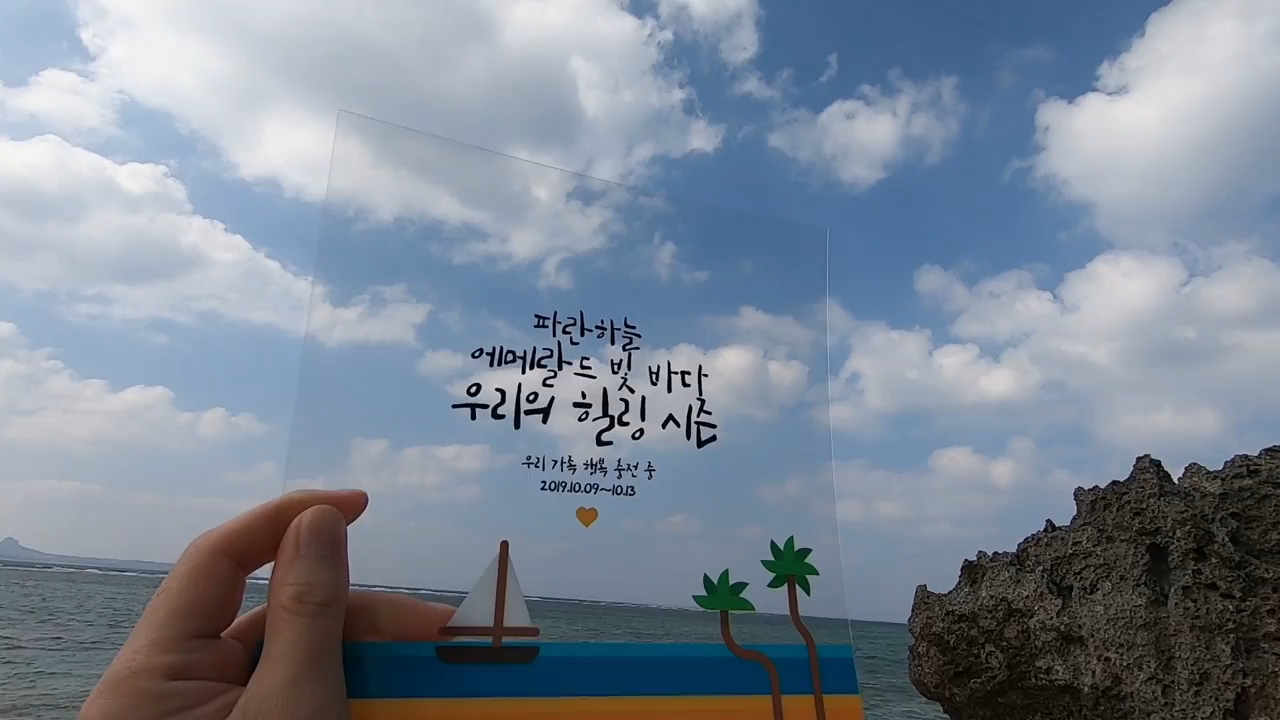 파란하늘
에메랄드 빛 바다
우리의 힐링 시즌
우리 가족 행복 충전 중
2019.10.09~10.13